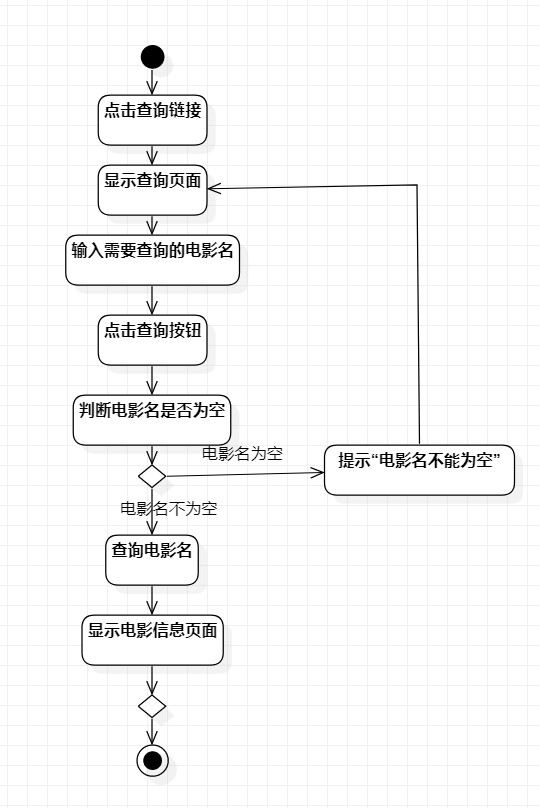 点击查询链接
显示查询页面
输入需要查询的电影名
点击查询按钮
判断电影名是否为空
电影名为空
提示“电影名不能为空”
电影名不为空
查询电影名
显示电影信息页面